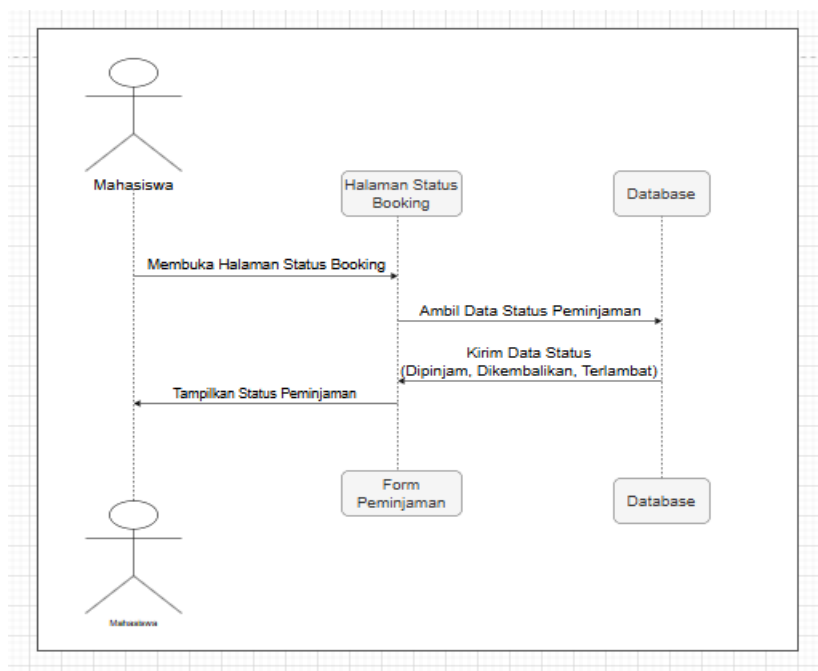 Mahasiswa
Halaman Status
Booking
Database
Membuka Halaman Status Booking
Ambil Data Status Peminjaman
Kirim Data Status
(Dipinjam, Dikembalikan, Terlambat)
Tampilkan Status Peminjaman
Form
Peminjaman
Database
Mahasiswa